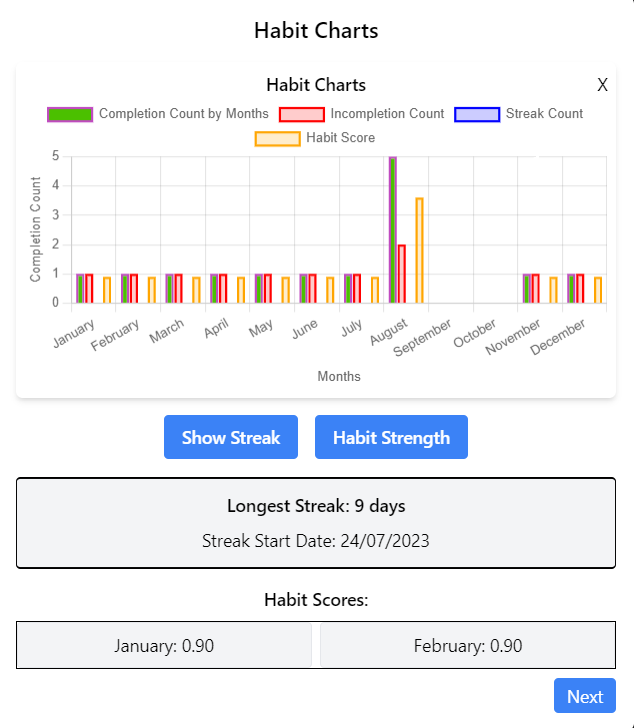 Habit Charts
Habit Charts X
Completion Count by Months Incompletion Count Streak Count
Habit Score
5
4
3
2
1
0
Completion Count
January February March April May June July August September October November December
Months
Show Streak Habit Strength
Longest Streak: 9 days
Streak Start Date: 24/07/2023
Habit Scores:
January: 0.90 February: 0.90
Next